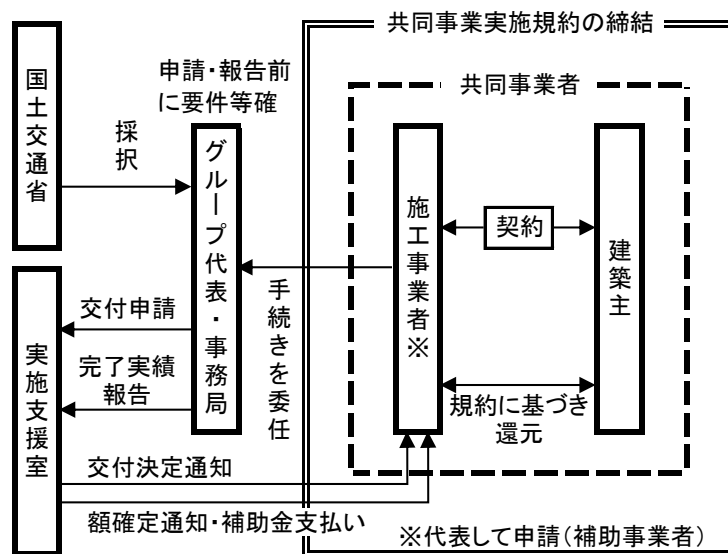 共同事業実施規約の締結
国土交通省
採択
申請・報告前
に要件等確
グループ代表・事務局
共同事業者
施工事業者※
契約
建築主
手続きを委任
交付申請
完了実績
報告
実施支援室
規約に基づき
還元
交付決定通知
額確定通知・補助金支払い
※代表して申請（補助事業者）